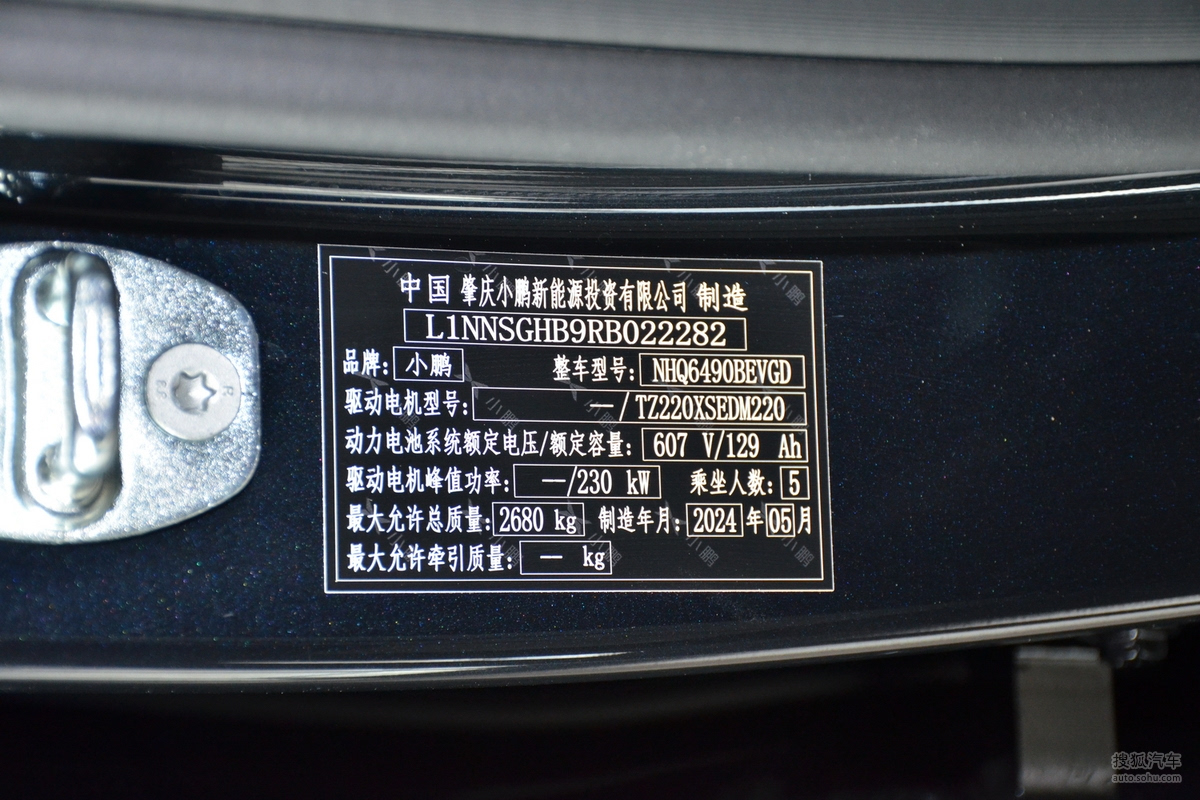 中国 肇庆小鹏新能源投资有限公司 制造
L1NNSGHB9RB022282
品牌: 小鹏 整车型号: NHQ6490BEVGD
驱动电机型号: —/TZ220XSEDM220
动力电池系统额定电压/额定容量: 607 V/129 Ah
驱动电机峰值功率: —/230 kW 乘坐人数: 5
最大允许总质量: 2680 kg 制造年月: 2024 年 05 月
最大允许牵引质量: — kg
搜狐汽车
auto.sohu.com